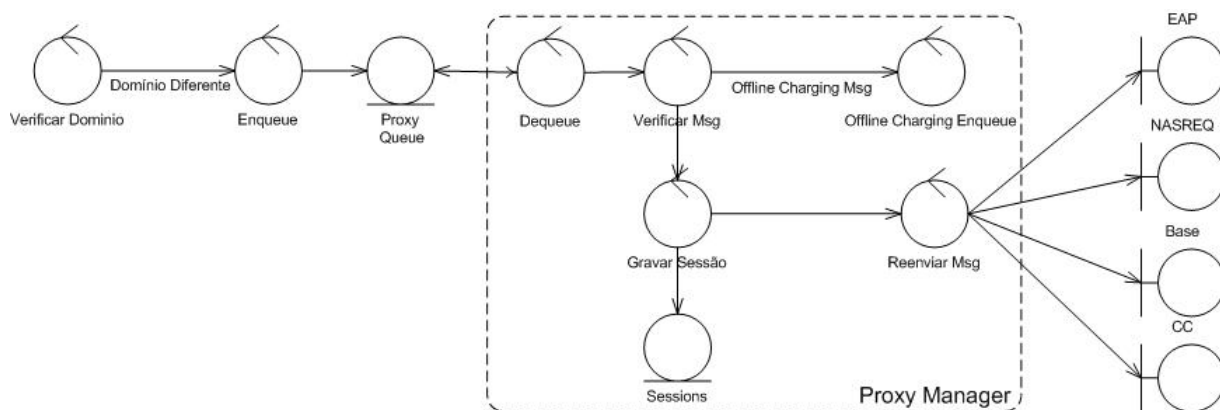 EAP
Domínio Diferente
Offline Charging Msg
Verificar Dominio
Enqueue
Proxy
Queue
Dequeue
Verificar Msg
Offline Charging Enqueue
NASREQ
Base
Gravar Sessão
Reenviar Msg
CC
Sessions
Proxy Manager